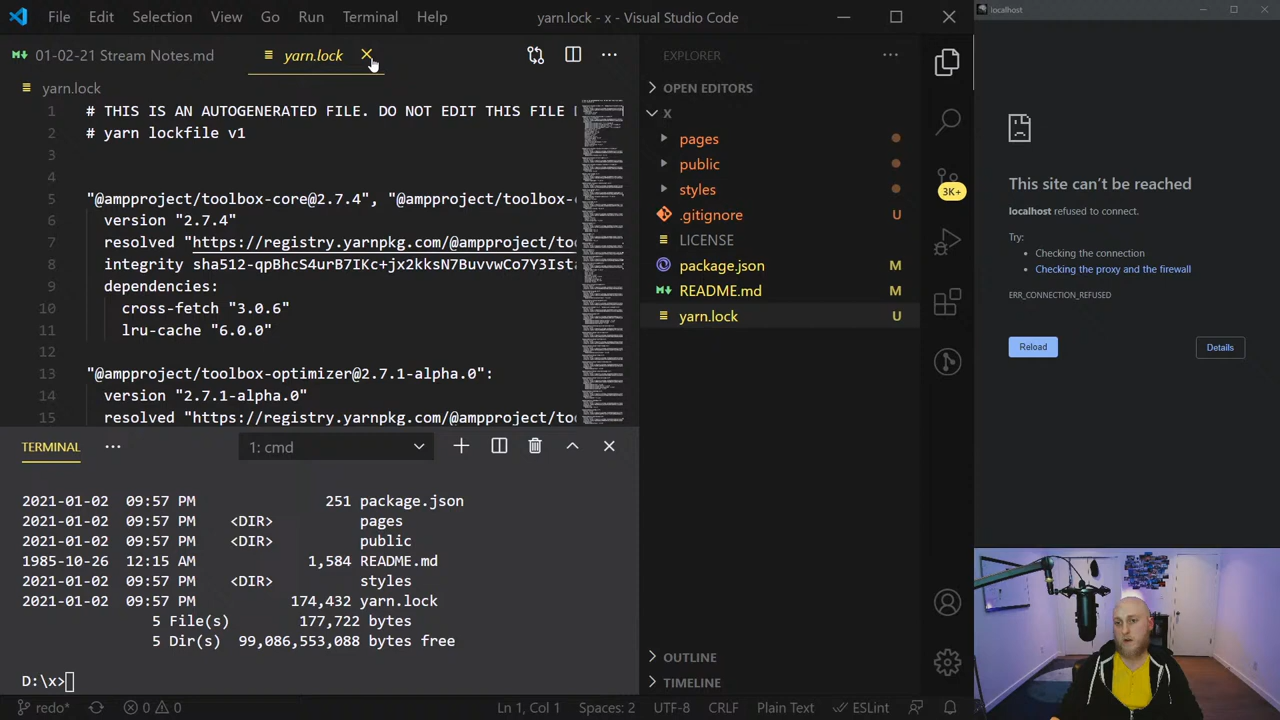 File Edit Selection View Go Run Terminal Help
yarn.lock - x - Visual Studio Code
01-02-21 Stream Notes.md
yarn.lock
yarn.lock
1 # THIS IS AN AUTOGENERATED FILE. DO NOT EDIT THIS FILE
2 # yarn lockfile v1
3
4
5 "@ampproject/toolbox-core@2.7.4", "@ampproject/toolbox-
6 version "2.7.4"
7 resolved "https://registry.yarnpkg.com/@ampproject/to
8 integrity sha512-qpBhcS4urB7IKc+jx2kksN7BuvvwCo7Y3Ist
9 dependencies:
10 cross-fetch "3.0.6"
11 lru-cache "6.0.0"
12
13 "@ampproject/toolbox-optimizer@2.7.1-alpha.0":
14 version "2.7.1-alpha.0"
15 resolved "https://registry.yarnpkg.com/@ampproject/to
TERMINAL
1: cmd
2021-01-02 09:57 PM 251 package.json
2021-01-02 09:57 PM <DIR> pages
2021-01-02 09:57 PM <DIR> public
1985-10-26 12:15 AM 1,584 README.md
2021-01-02 09:57 PM <DIR> styles
2021-01-02 09:57 PM 174,432 yarn.lock
5 File(s) 177,722 bytes
5 Dir(s) 99,086,553,088 bytes free
D:\x>
EXPLORER
OPEN EDITORS
X
pages
public
styles
.gitignore U
LICENSE
package.json M
README.md M
yarn.lock U
OUTLINE
TIMELINE
3K+
redo* 0 0 Ln 1, Col 1 Spaces: 2 UTF-8 CRLF Plain Text ESLint
localhost
This site can't be reached
localhost refused to connect.
Try:
Checking the connection
Checking the proxy and the firewall
ERR_CONNECTION_REFUSED
Reload
Details